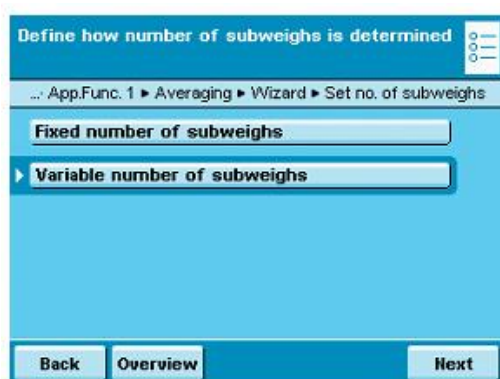 Define how number of subweighs is determined
... App.Func. 1 ▸ Averaging ▸ Wizard ▸ Set no. of subweighs
Fixed number of subweighs
Variable number of subweighs
Back Overview Next